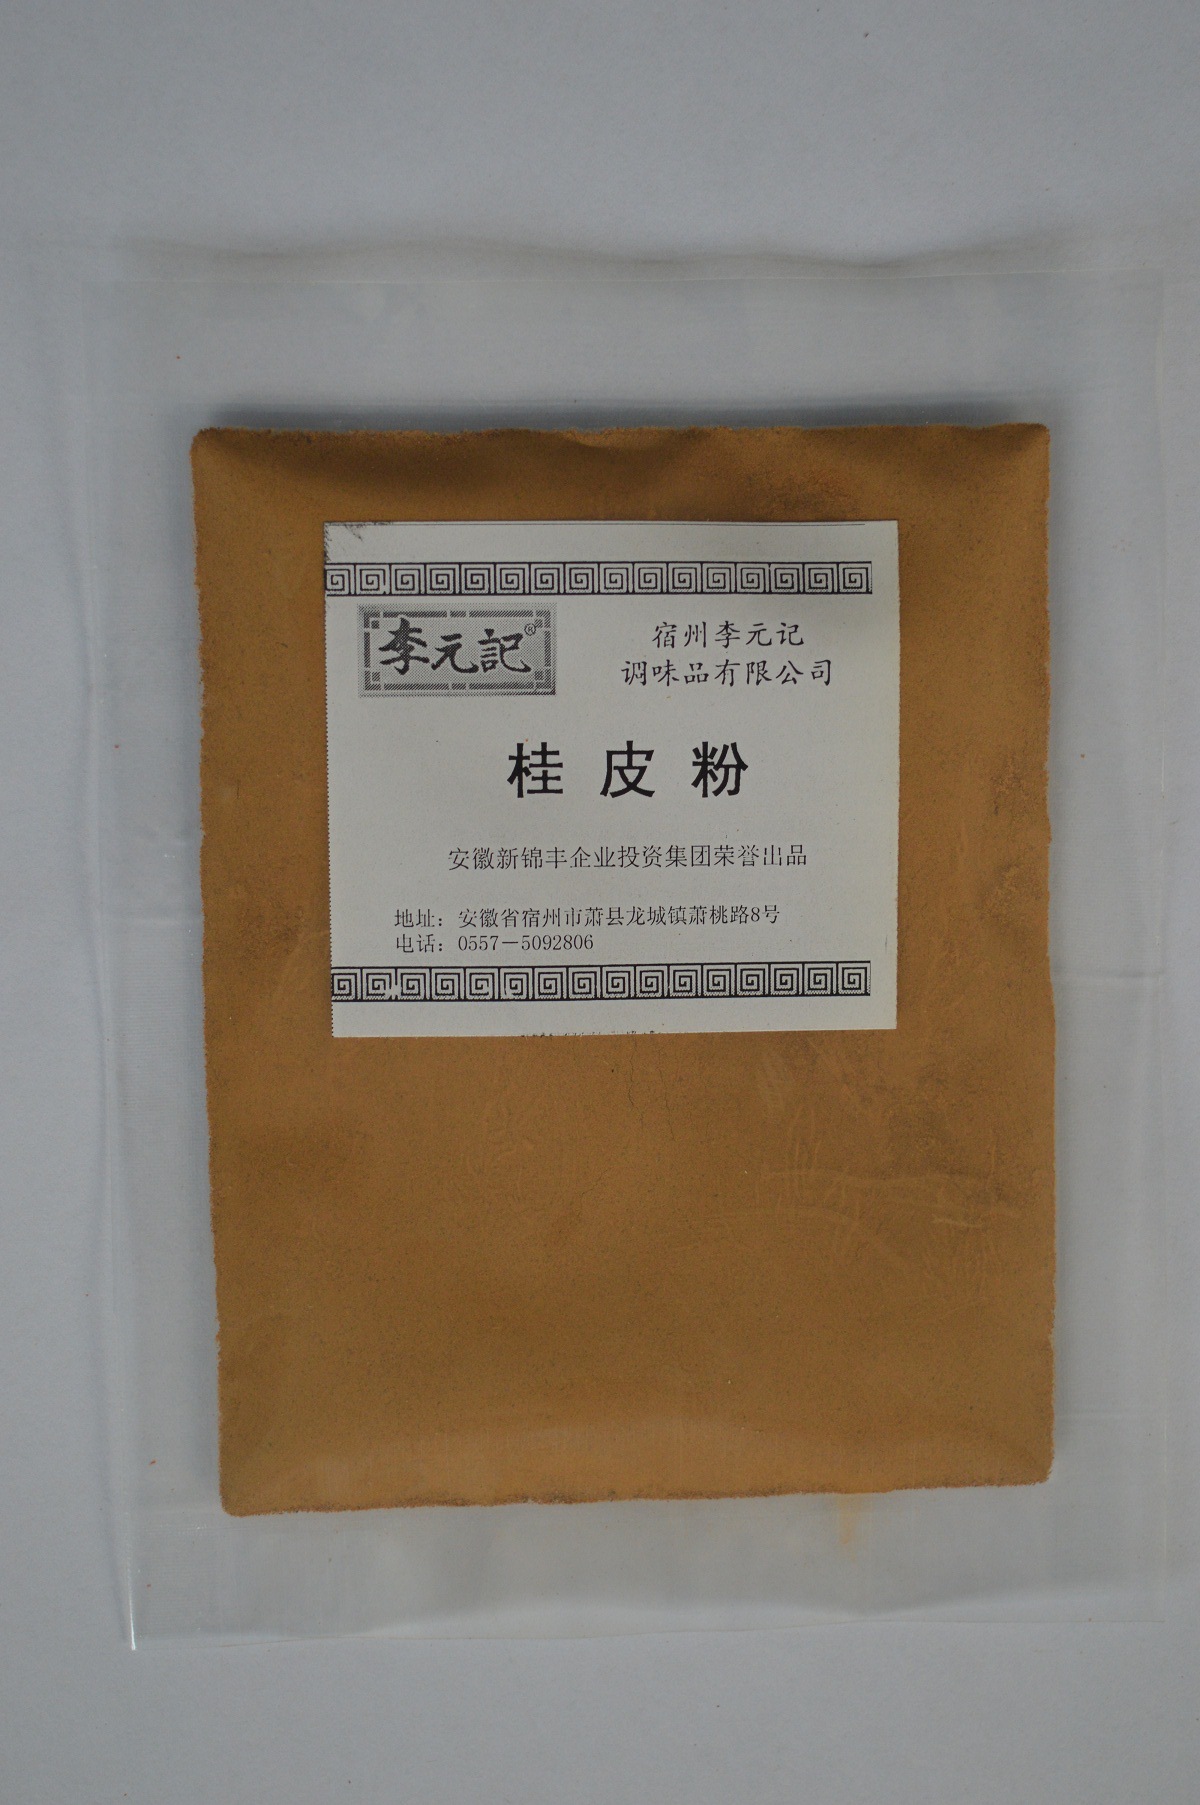 李元記®
宿州李元记
调味品有限公司
桂皮粉
安徽新锦丰企业投资集团荣誉出品
地址：安徽省宿州市萧县龙城镇萧桃路8号
电话：0557－5092806